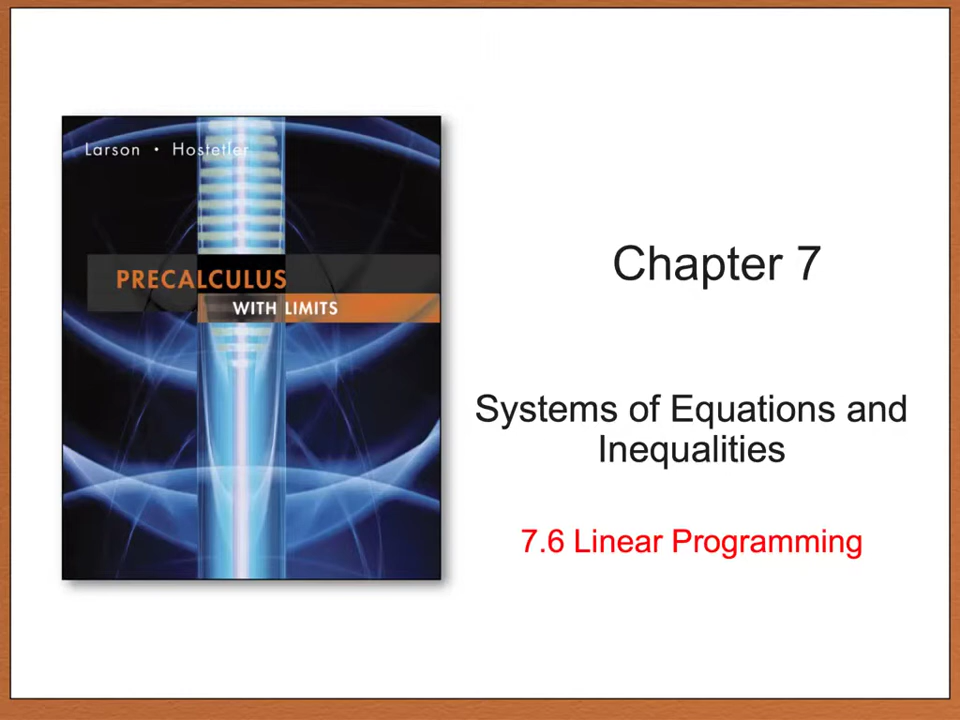 Larson • Hostetler
PRECALCULUS
WITH LIMITS
Chapter 7
Systems of Equations and
Inequalities
7.6 Linear Programming